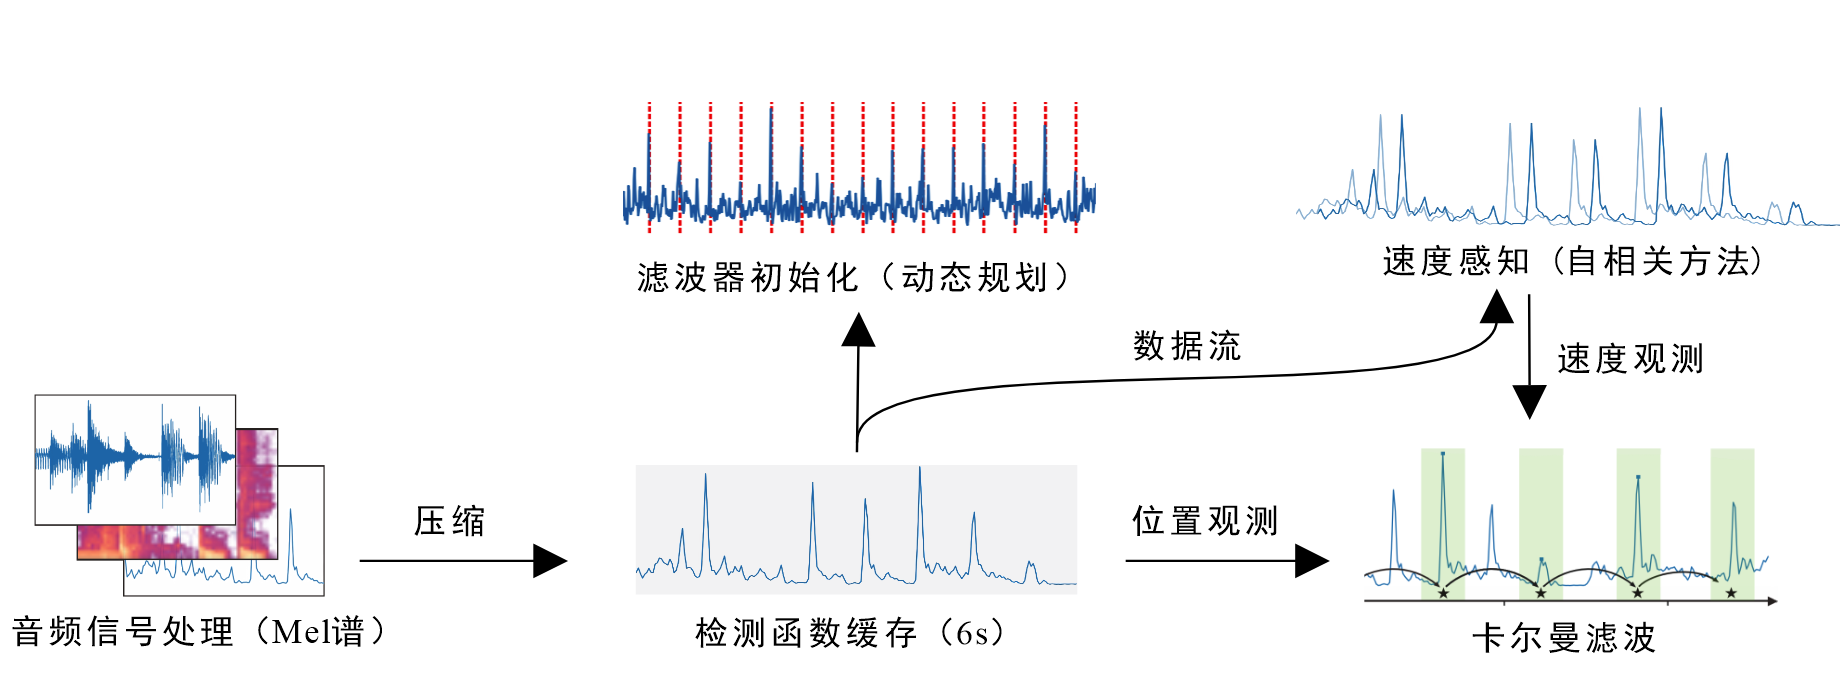 滤波器初始化（动态规划）
速度感知（自相关方法）
数据流
速度观测
压缩
位置观测
音频信号处理（Mel谱）
检测函数缓存（6s）
卡尔曼滤波